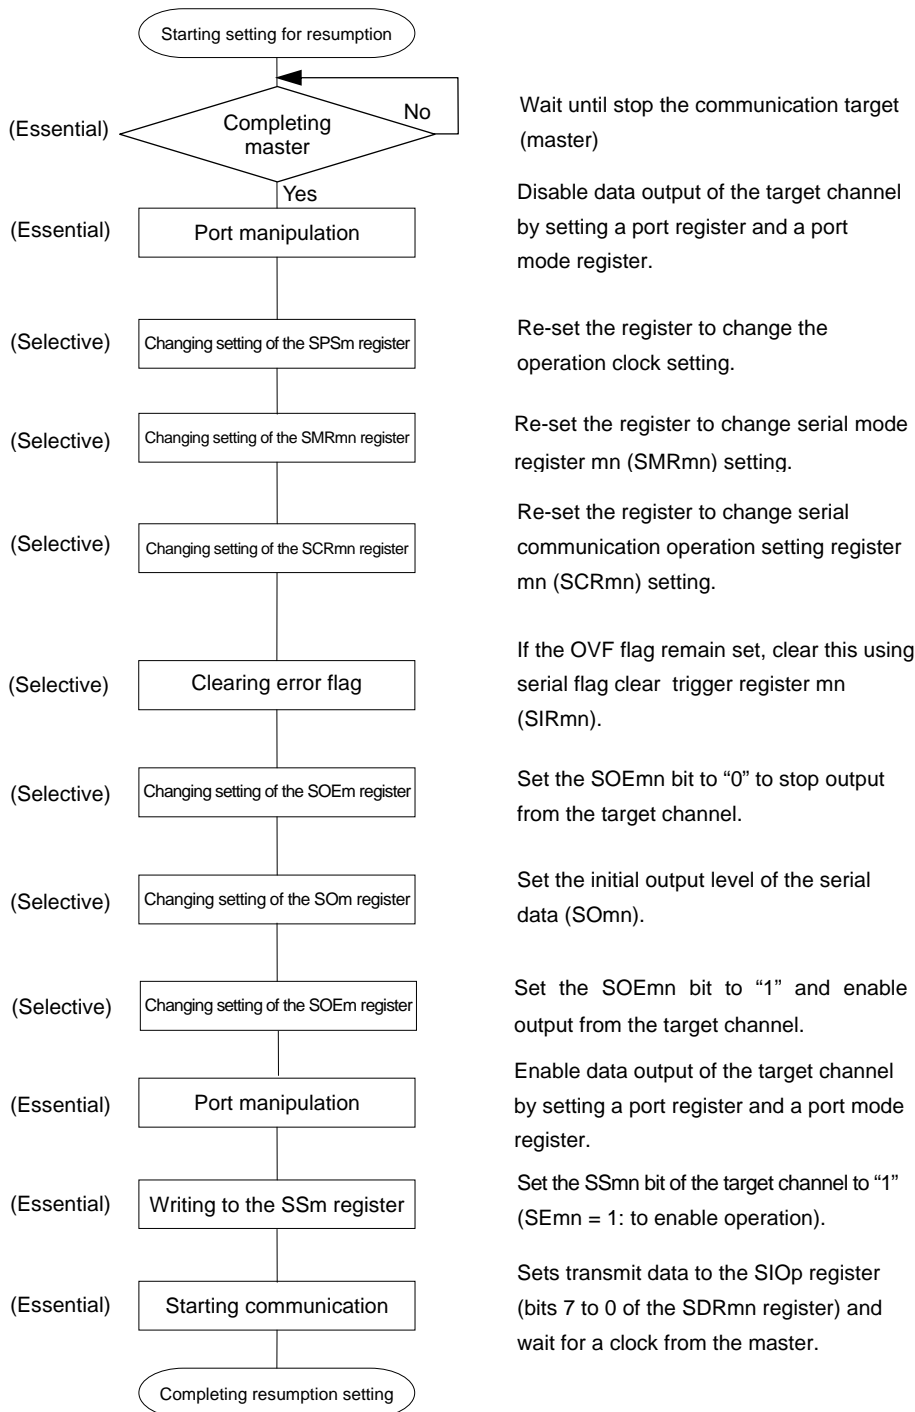 Starting setting for resumption
(Essential)
Completing
master
No
Wait until stop the communication target
(master)
Yes
(Essential)
Port manipulation
Disable data output of the target channel
by setting a port register and a port
mode register.
(Selective)
Changing setting of the SPSm register
Re-set the register to change the
operation clock setting.
(Selective)
Changing setting of the SMRmn register
Re-set the register to change serial mode
register mn (SMRmn) setting.
(Selective)
Changing setting of the SCRmn register
Re-set the register to change serial
communication operation setting register
mn (SCRmn) setting.
(Selective)
Clearing error flag
If the OVF flag remain set, clear this using
serial flag clear trigger register mn
(SIRmn).
(Selective)
Changing setting of the SOEm register
Set the SOEmn bit to “0” to stop output
from the target channel.
(Selective)
Changing setting of the SOm register
Set the initial output level of the serial
data (SOmn).
(Selective)
Changing setting of the SOEm register
Set the SOEmn bit to “1” and enable
output from the target channel.
(Essential)
Port manipulation
Enable data output of the target channel
by setting a port register and a port mode
register.
(Essential)
Writing to the SSm register
Set the SSmn bit of the target channel to “1”
(SEmn = 1: to enable operation).
(Essential)
Starting communication
Sets transmit data to the SIOp register
(bits 7 to 0 of the SDRmn register) and
wait for a clock from the master.
Completing resumption setting